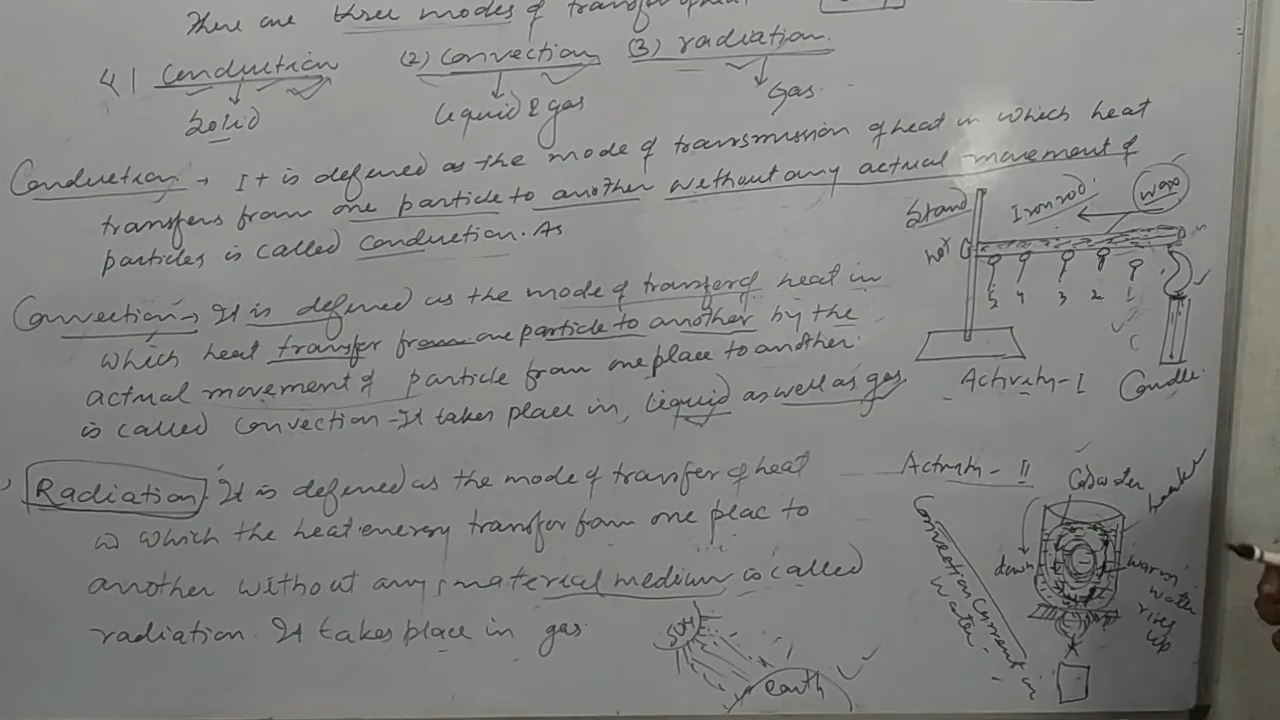 There are three modes of transfer of heat
(1) Conduction (2) Convection (3) radiation.
Solid Liquid & gas Gas.
Conduction → It is defined as the mode of transmission of heat in which heat
transfers from one particle to another without any actual movement of
particles is called Conduction. As
Stand Iron rod. wax
hot
5 4 3 2 1
Activity - I Candle.
Convection → It is defined as the mode of transfer of heat in
which heat transfer from one particle to another by the
actual movement of particle from one place to another.
is called Convection - It takes place in, liquid as well as gas.
Radiation. It is defined as the mode of transfer of heat
in which the heat energy transfer from one plac to
another without any material medium is called
radiation. It takes place in gas
Sun
earth
Activity - II
Cold water
beaker
down
warm water rises up
Convection Current in water.